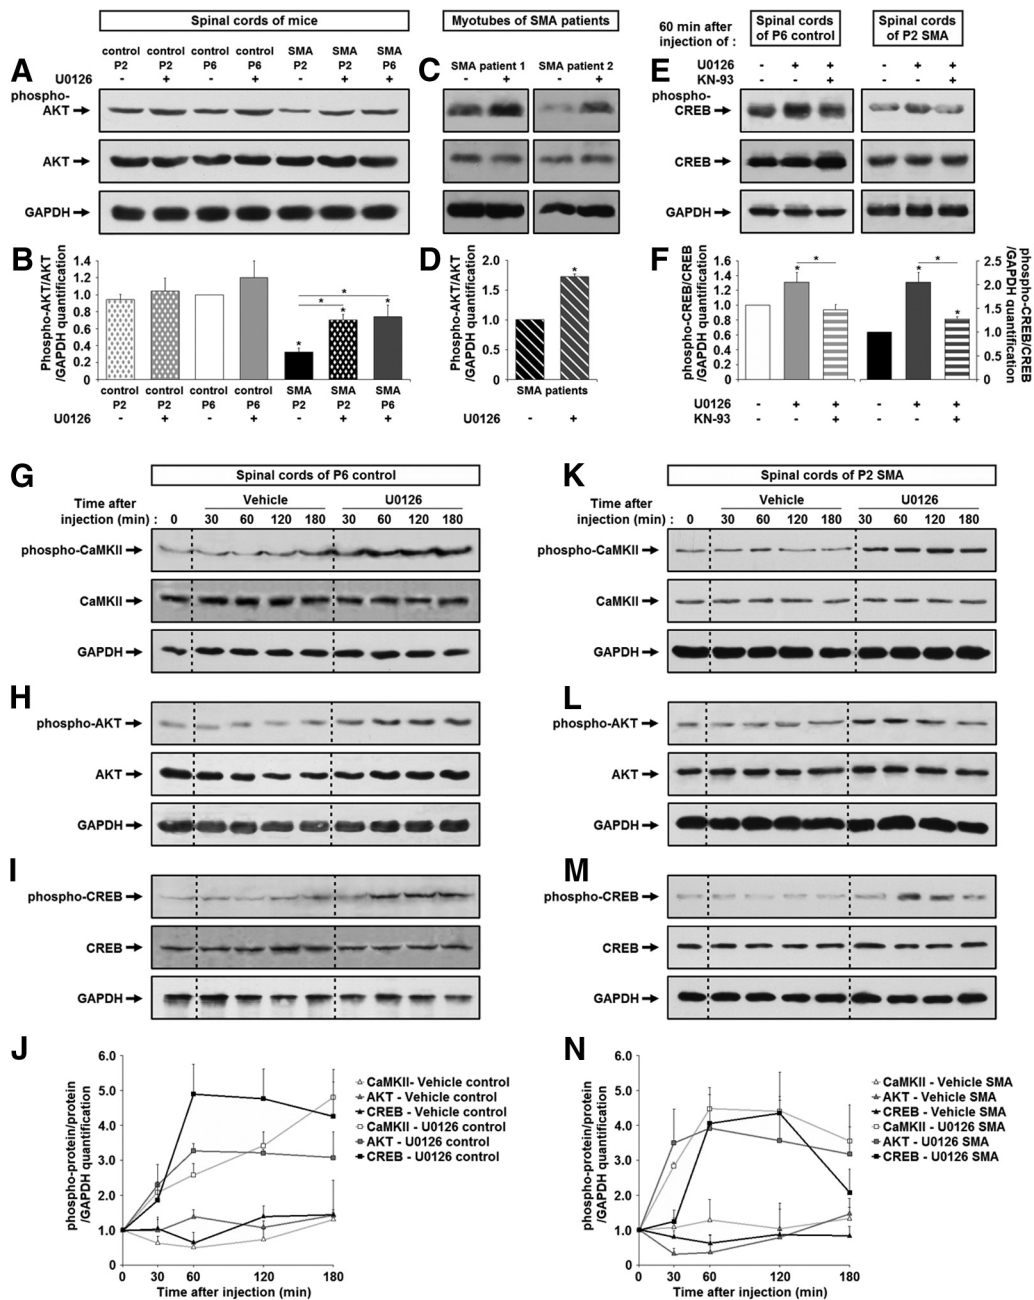 Spinal cords of mice
control control control control SMA SMA SMA
P2 P2 P6 P6 P2 P2 P6
A
U0126 - + - + - + +
phospho-
AKT
AKT
GAPDH
Myotubes of SMA patients
C
SMA patient 1 SMA patient 2
- + - +
60 min after
injection of :
Spinal cords
of P6 control
Spinal cords
of P2 SMA
E
U0126 - + + - + +
KN-93 + +
phospho-
CREB
CREB
GAPDH
B
Phospho-AKT/AKT
/GAPDH quantification
1.4
1.2
1.0
0.8
0.6
0.4
0.2
0
* * * * *
control control control control SMA SMA SMA
P2 P2 P6 P6 P2 P2 P6
U0126 - + - + - + +
D
Phospho-AKT/AKT
/GAPDH quantification
2.0
1.5
1.0
0.5
0
*
SMA patients
U0126 - +
F
phospho-CREB/CREB
/GAPDH quantification
1.6
1.4
1.2
1.0
0.8
0.6
0.4
0.2
0
* *
* * *
2.5
2.0
1.5
1.0
0.5
0
phospho-CREB/CREB
/GAPDH quantification
U0126 - + + - + +
KN-93 + +
G
Spinal cords of P6 control
Time after
injection (min) :
Vehicle U0126
0 30 60 120 180 30 60 120 180
phospho-CaMKII
CaMKII
GAPDH
H
phospho-AKT
AKT
GAPDH
I
phospho-CREB
CREB
GAPDH
J
phospho-protein/protein
/GAPDH quantification
6.0
5.0
4.0
3.0
2.0
1.0
0
0 30 60 120 180
Time after injection (min)
CaMKII- Vehicle control
AKT - Vehicle control
CREB - Vehicle control
CaMKII - U0126 control
AKT - U0126 control
CREB - U0126 control
K
Spinal cords of P2 SMA
Time after
injection (min) :
Vehicle U0126
0 30 60 120 180 30 60 120 180
phospho-CaMKII
CaMKII
GAPDH
L
phospho-AKT
AKT
GAPDH
M
phospho-CREB
CREB
GAPDH
N
phospho-protein/protein
/GAPDH quantification
6.0
5.0
4.0
3.0
2.0
1.0
0
0 30 60 120 180
Time after injection (min)
CaMKII - Vehicle SMA
AKT - Vehicle SMA
CREB - Vehicle SMA
CaMKII - U0126 SMA
AKT - U0126 SMA
CREB - U0126 SMA